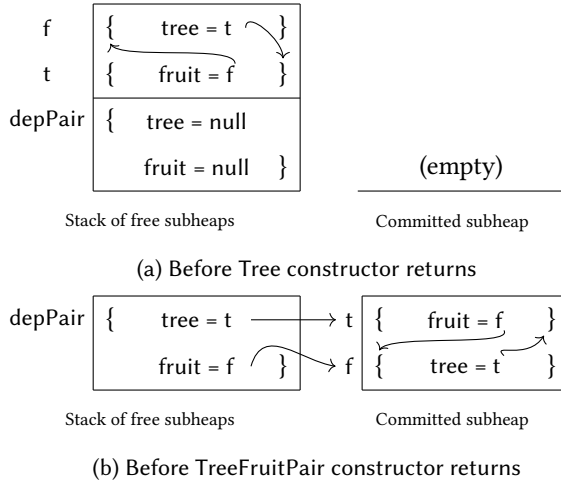 f { tree = t }
t { fruit = f }
depPair { tree = null
fruit = null }
(empty)
Stack of free subheaps Committed subheap
(a) Before Tree constructor returns
depPair { tree = t t { fruit = f }
fruit = f } f { tree = t }
Stack of free subheaps Committed subheap
(b) Before TreeFruitPair constructor returns